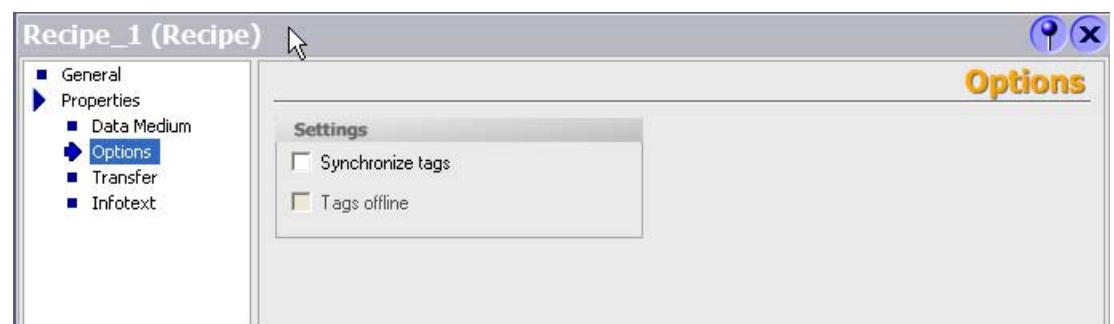 Recipe_1 (Recipe)
General
Properties
Data Medium
Options
Transfer
Infotext
Options
Settings
Synchronize tags
Tags offline